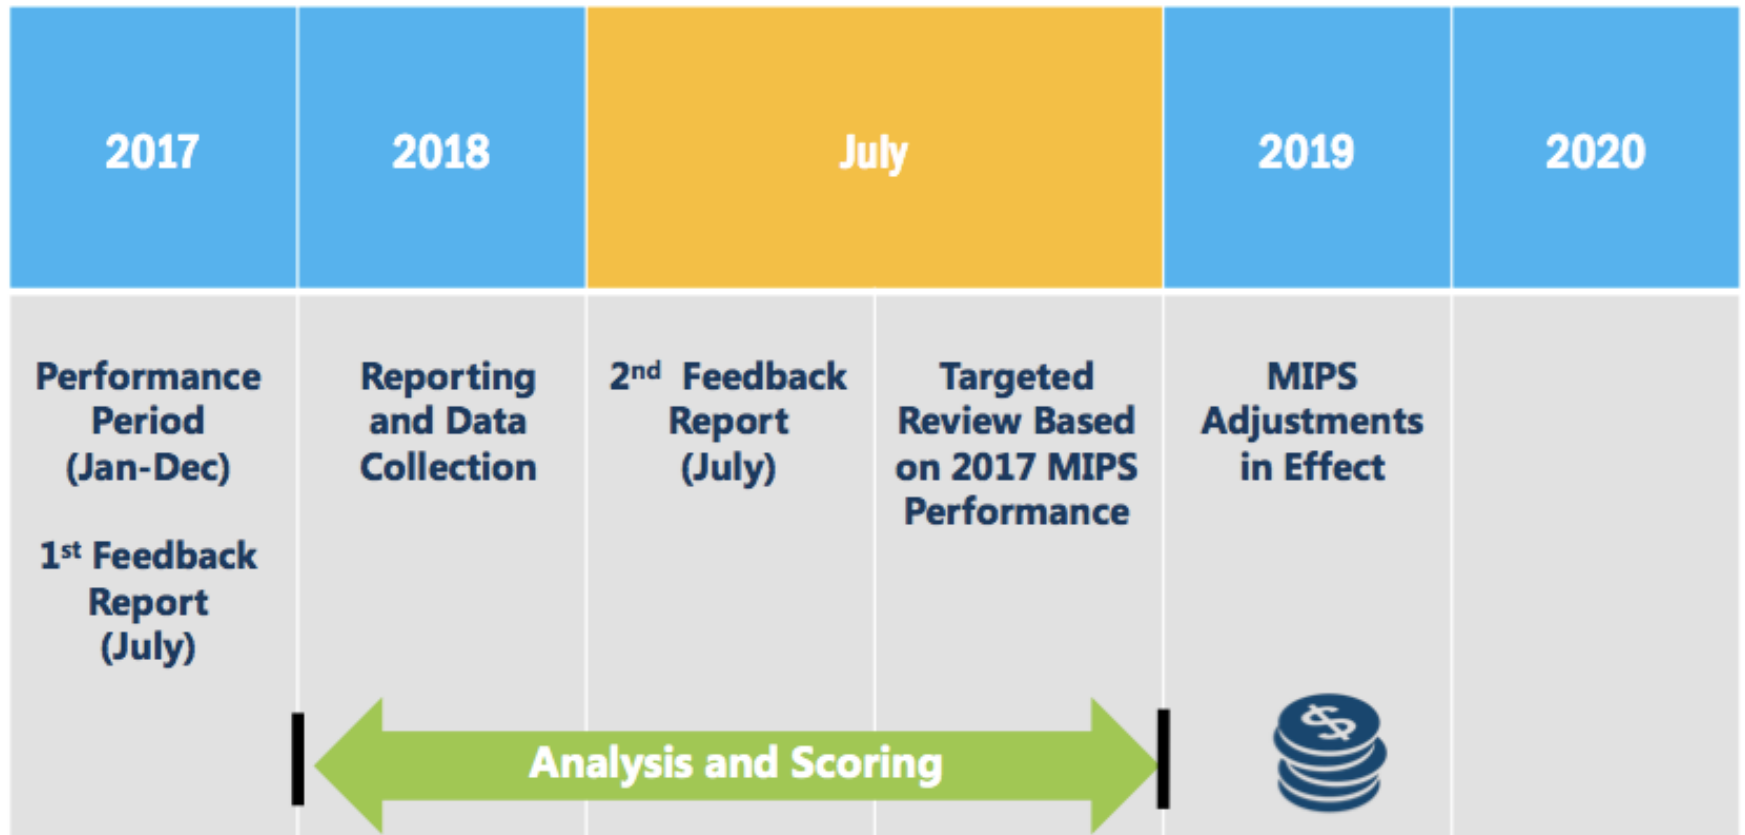 2017
2018
July
2019
2020
Performance
Period
(Jan-Dec)
1st Feedback
Report
(July)
Reporting
and Data
Collection
2nd Feedback
Report
(July)
Targeted
Review Based
on 2017 MIPS
Performance
MIPS
Adjustments
in Effect
Analysis and Scoring
$